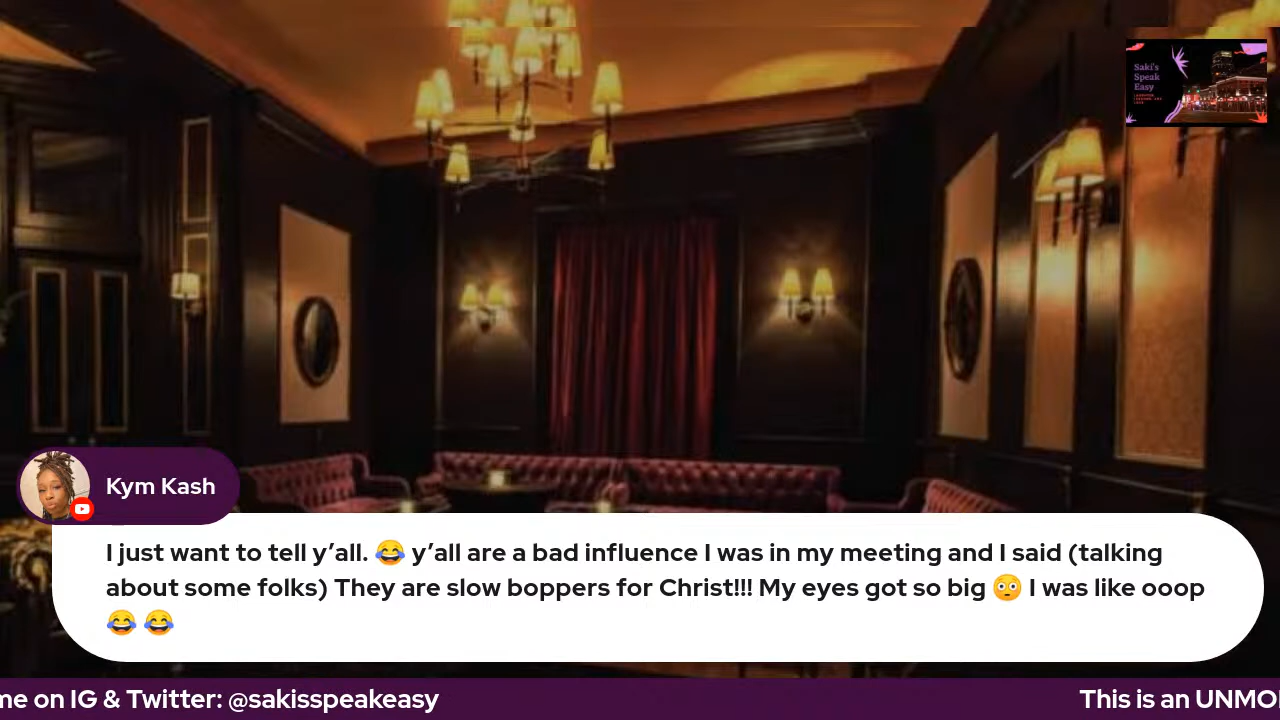 Saki's
Speak
Easy
Kym Kash
I just want to tell y’all. 😂 y’all are a bad influence I was in my meeting and I said (talking
about some folks) They are slow boppers for Christ!!! My eyes got so big 😳 I was like ooop
😂 😂
me on IG & Twitter: @sakisspeakeasy
This is an UNMO